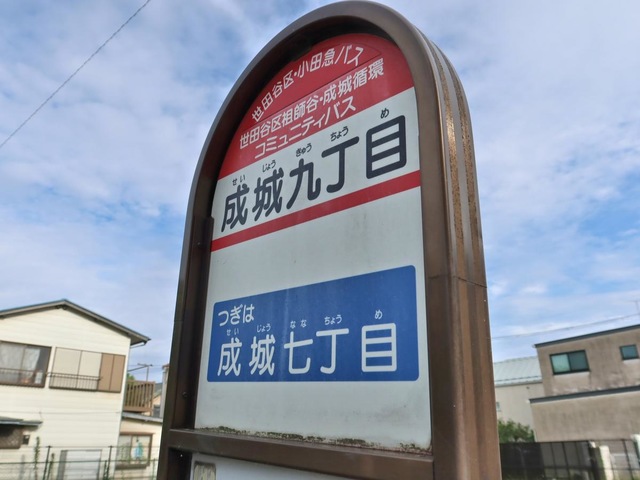 世田谷区・小田急バス
世田谷区祖師谷・成城循環
コミュニティバス
せい じょう きゅう ちょう め
成城九丁目
つぎは
せい じょう なな ちょう め
成城七丁目